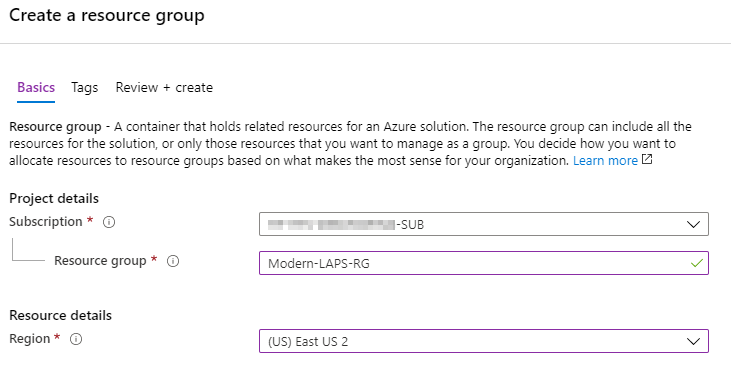 Create a resource group
Basics Tags Review + create
Resource group - A container that holds related resources for an Azure solution. The resource group can include all the
resources for the solution, or only those resources that you want to manage as a group. You decide how you want to
allocate resources to resource groups based on what makes the most sense for your organization. Learn more
Project details
Subscription * -SUB
Resource group * Modern-LAPS-RG
Resource details
Region * (US) East US 2